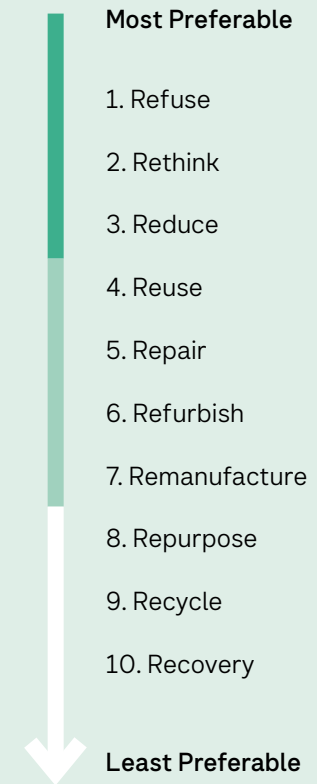 Most Preferable
1. Refuse
2. Rethink
3. Reduce
4. Reuse
5. Repair
6. Refurbish
7. Remanufacture
8. Repurpose
9. Recycle
10. Recovery
Least Preferable